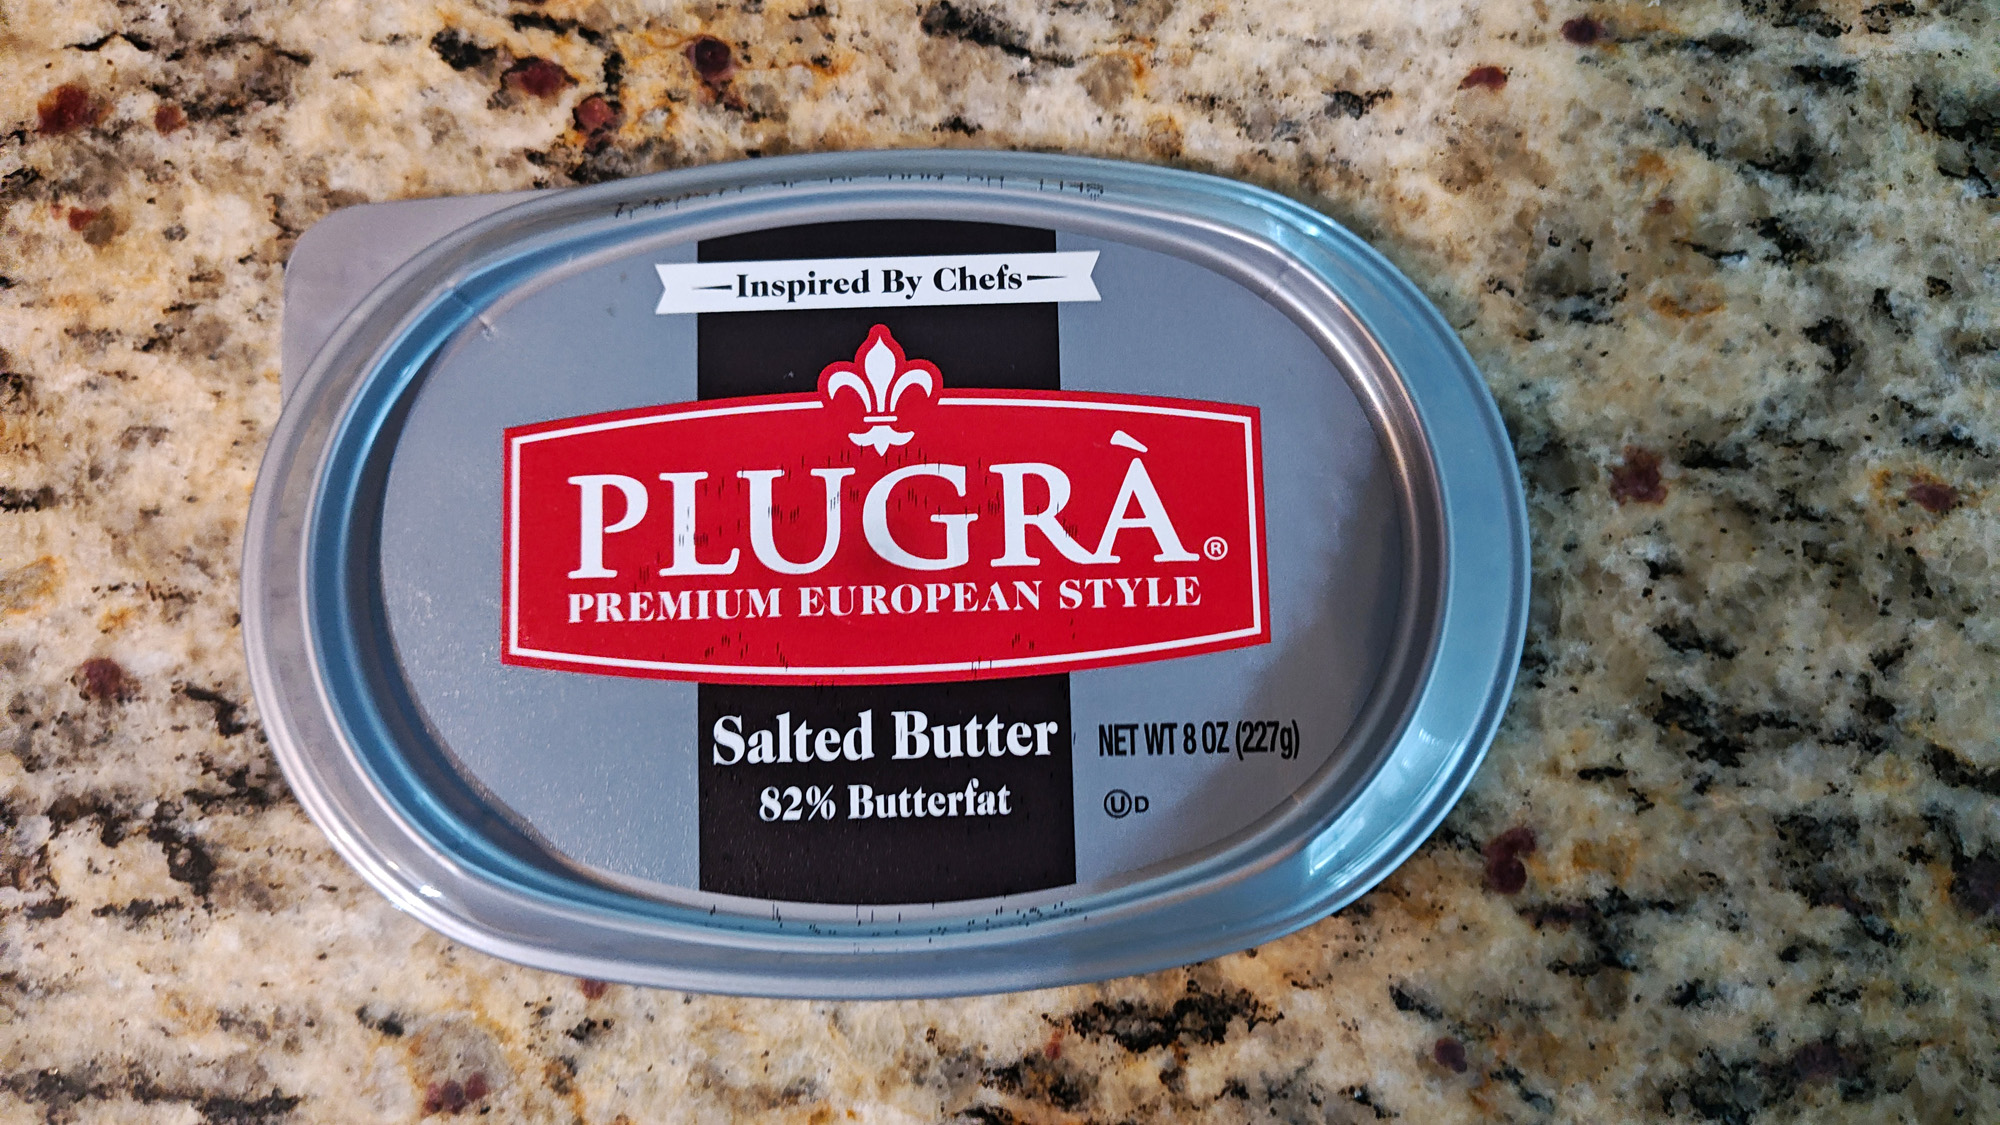 Inspired By Chefs
PLUGRÀ®
PREMIUM EUROPEAN STYLE
Salted Butter
82% Butterfat
NET WT 8 OZ (227g)
Ⓤ D